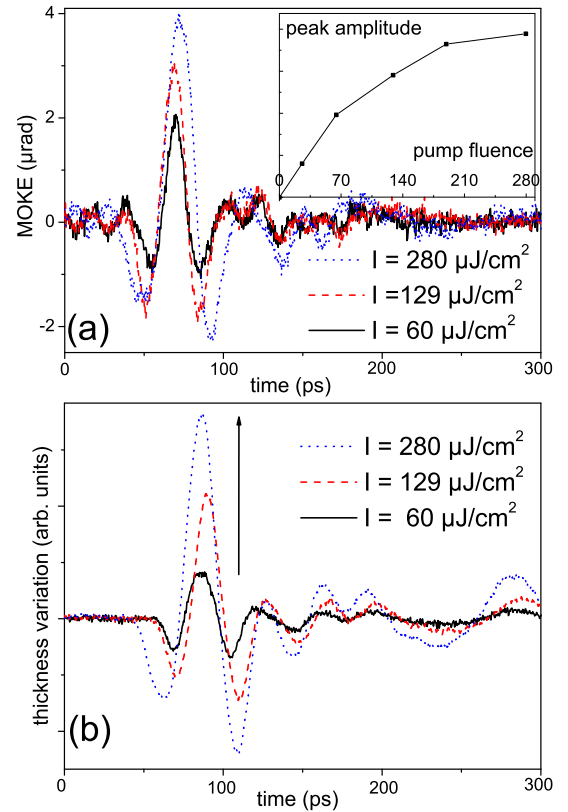 4
2
0
-2
MOKE (μrad)
peak amplitude
pump fluence
0 70 140 210 280
I = 280 μJ/cm²
I =129 μJ/cm²
I = 60 μJ/cm²
(a)
0 100 200 300
time (ps)
thickness variation (arb. units)
I = 280 μJ/cm²
I = 129 μJ/cm²
I = 60 μJ/cm²
(b)
0 100 200 300
time (ps)